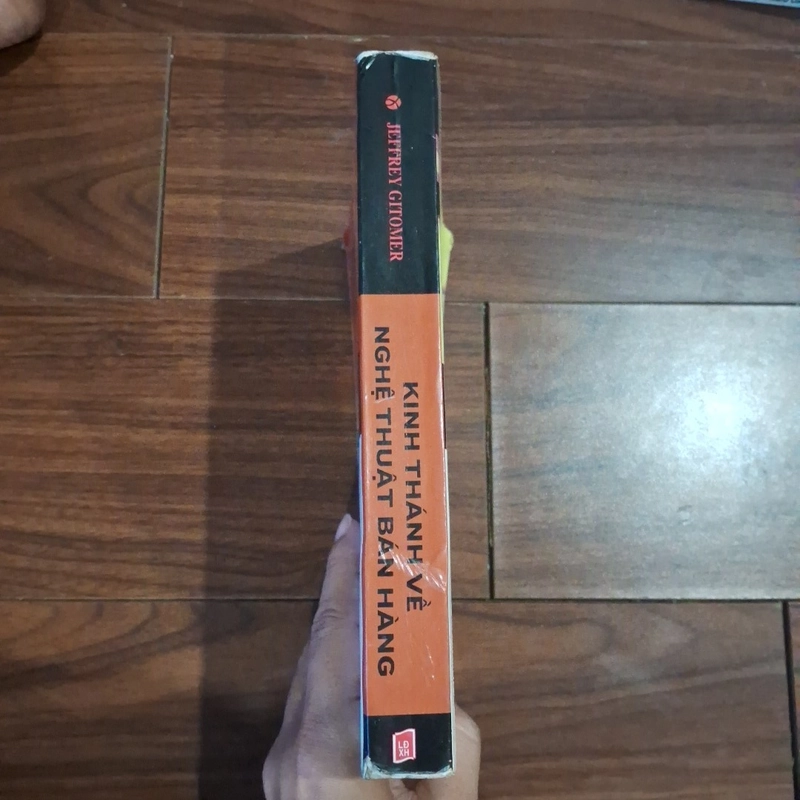 JEFFREY GITOMER
KINH THÁNH VỀ
NGHỆ THUẬT BÁN HÀNG
LĐ
XH